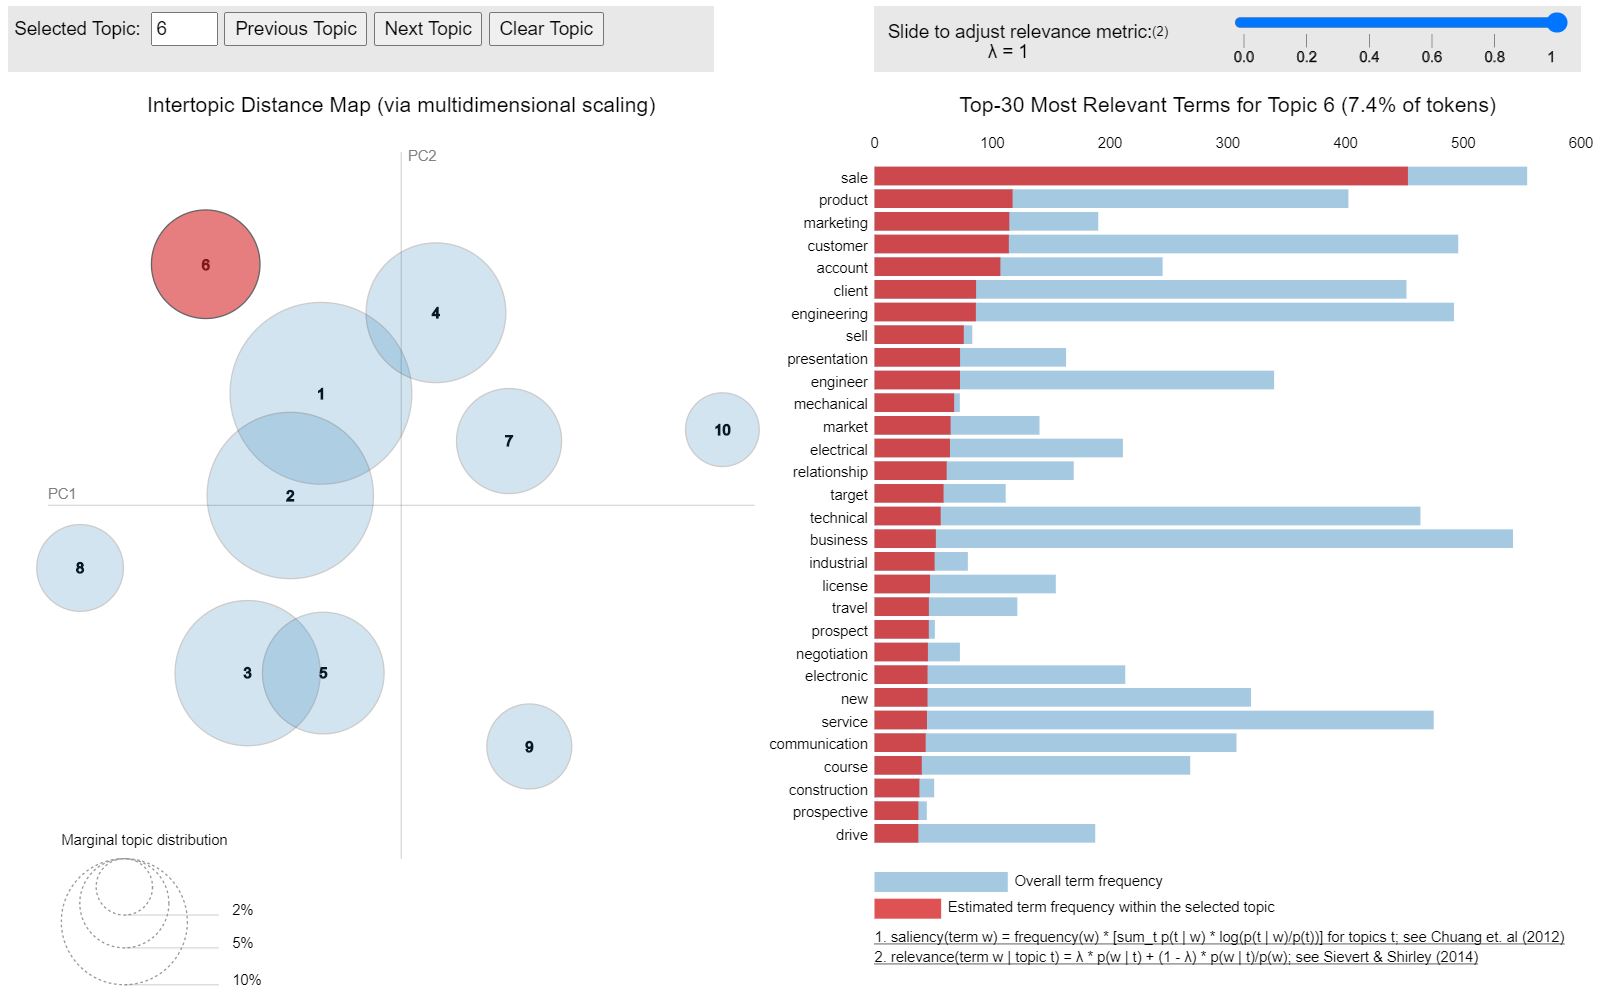 Selected Topic: 6 Previous Topic Next Topic Clear Topic
Slide to adjust relevance metric:(2)
λ = 1
0.0 0.2 0.4 0.6 0.8 1
Intertopic Distance Map (via multidimensional scaling)
PC2
PC1
6
4
1
7
10
2
8
3
5
9
Marginal topic distribution
2%
5%
10%
Top-30 Most Relevant Terms for Topic 6 (7.4% of tokens)
0 100 200 300 400 500 600
sale
product
marketing
customer
account
client
engineering
sell
presentation
engineer
mechanical
market
electrical
relationship
target
technical
business
industrial
license
travel
prospect
negotiation
electronic
new
service
communication
course
construction
prospective
drive
Overall term frequency
Estimated term frequency within the selected topic
1. saliency(term w) = frequency(w) * [sum_t p(t | w) * log(p(t | w)/p(t))] for topics t; see Chuang et. al (2012)
2. relevance(term w | topic t) = λ * p(w | t) + (1 - λ) * p(w | t)/p(w); see Sievert & Shirley (2014)